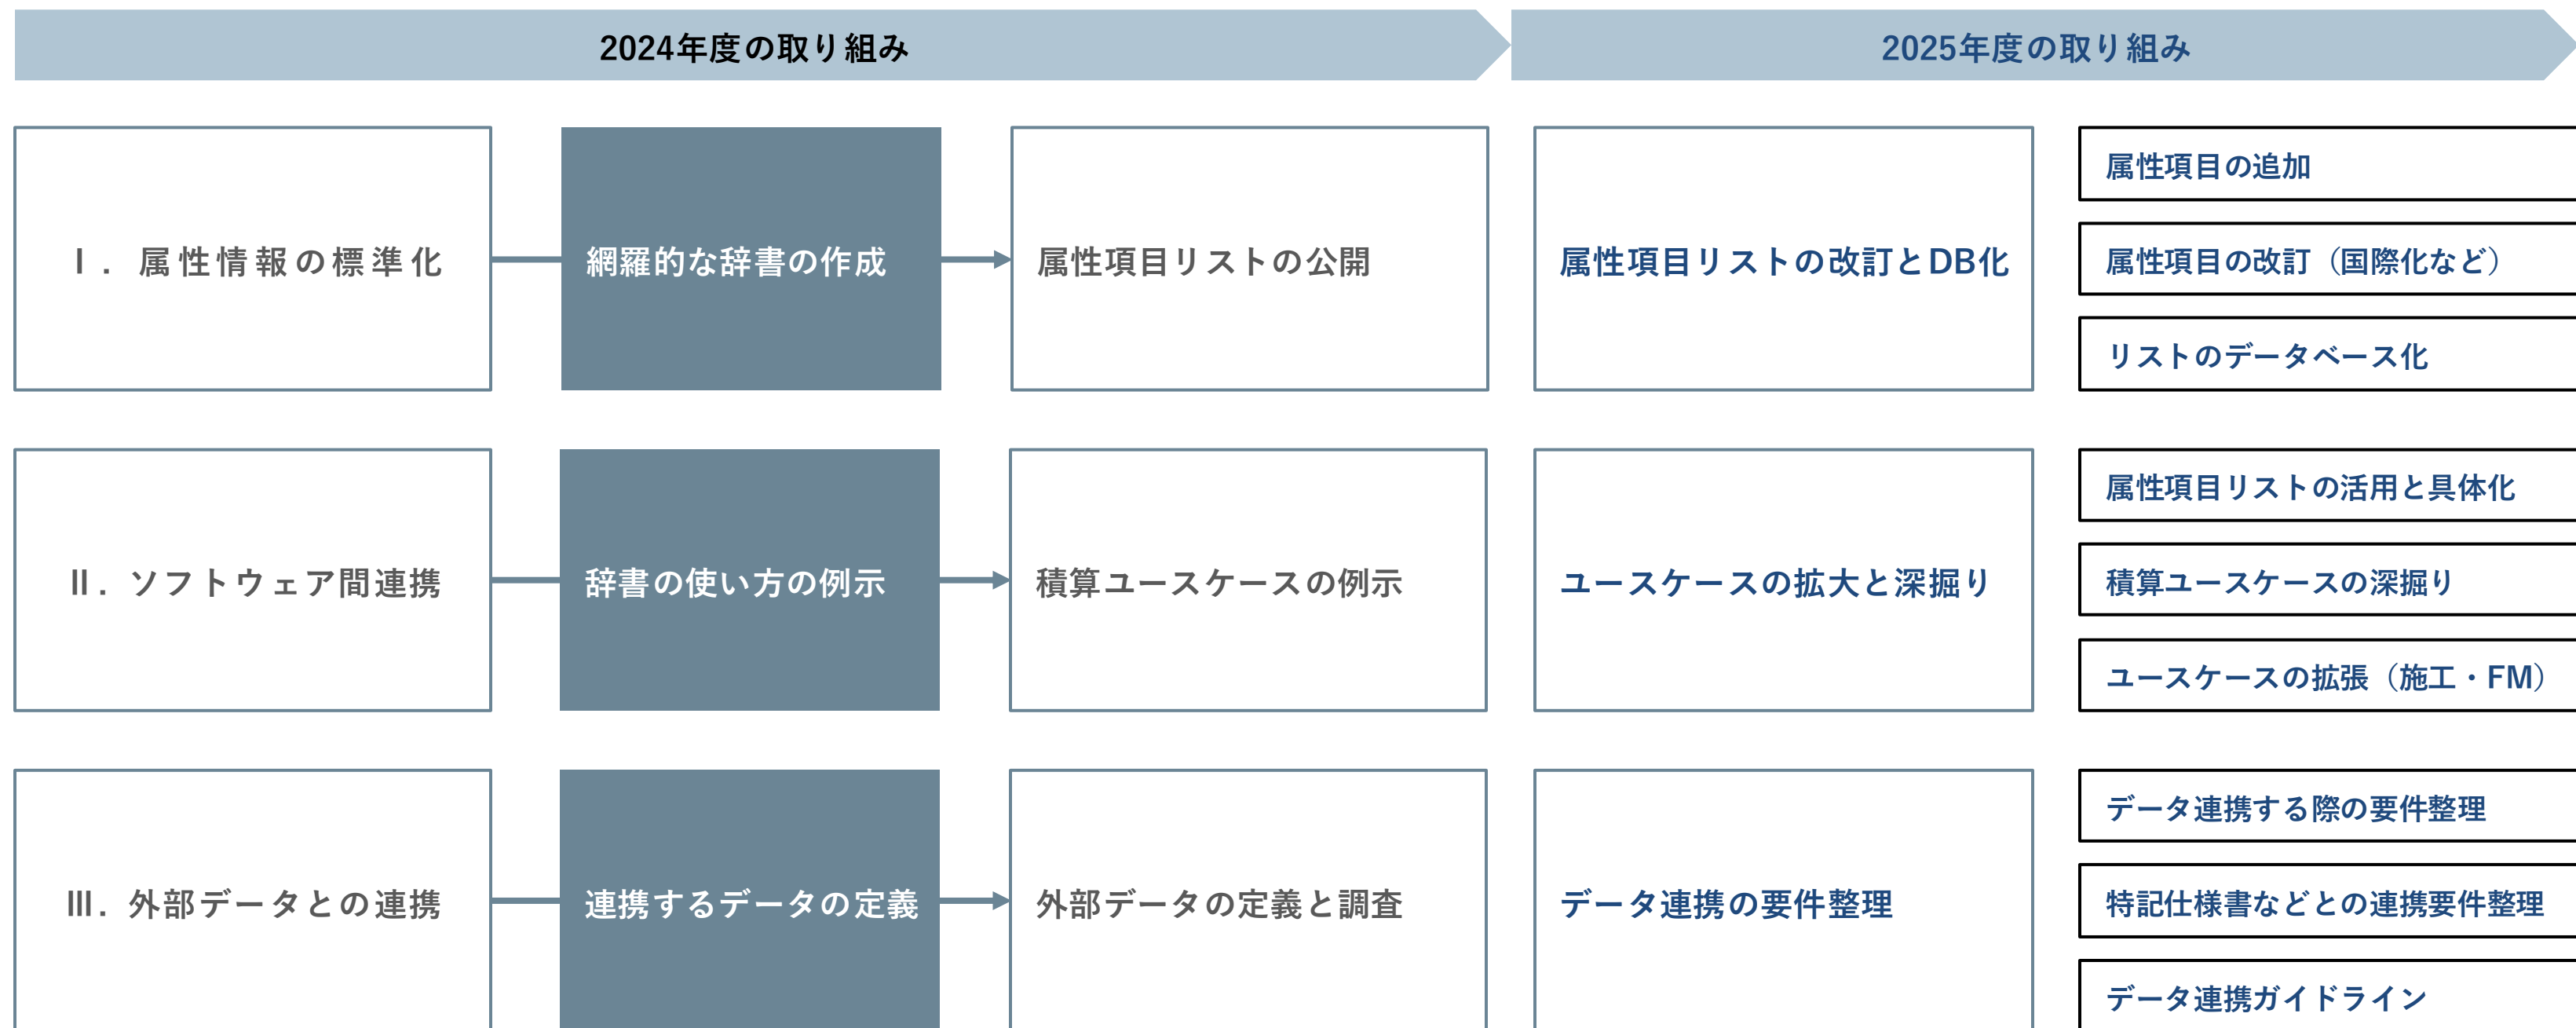 2024年度の取り組み
2025年度の取り組み
Ⅰ．属性情報の標準化
網羅的な辞書の作成
属性項目リストの公開
属性項目リストの改訂とDB化
属性項目の追加
属性項目の改訂（国際化など）
リストのデータベース化
Ⅱ．ソフトウェア間連携
辞書の使い方の例示
積算ユースケースの例示
ユースケースの拡大と深掘り
属性項目リストの活用と具体化
積算ユースケースの深掘り
ユースケースの拡張（施工・FM）
Ⅲ．外部データとの連携
連携するデータの定義
外部データの定義と調査
データ連携の要件整理
データ連携する際の要件整理
特記仕様書などとの連携要件整理
データ連携ガイドライン